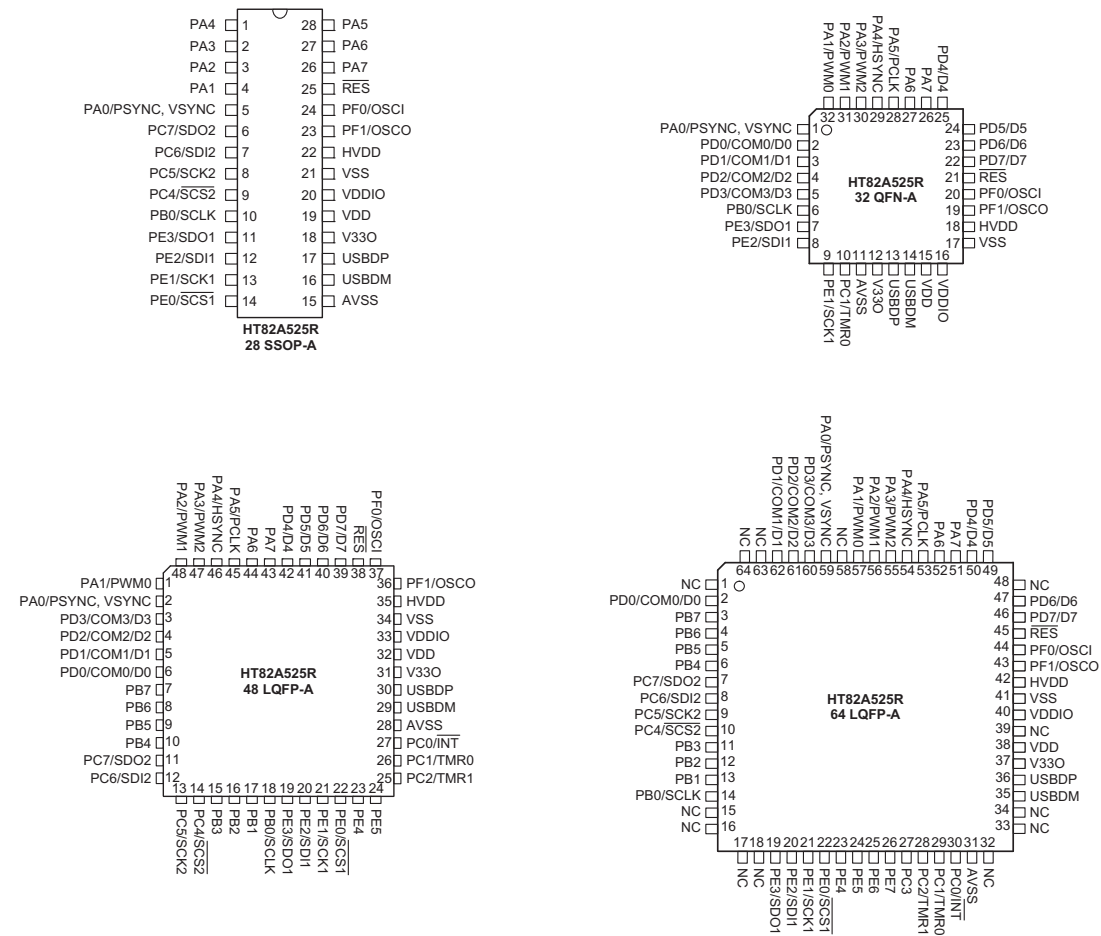 PA4 1 28 PA5
PA3 2 27 PA6
PA2 3 26 PA7
PA1 4 25 RES
PA0/PSYNC, VSYNC 5 24 PF0/OSCI
PC7/SDO2 6 23 PF1/OSCO
PC6/SDI2 7 22 HVDD
PC5/SCK2 8 21 VSS
PC4/SCS2 9 20 VDDIO
PB0/SCLK 10 19 VDD
PE3/SDO1 11 18 V33O
PE2/SDI1 12 17 USBDP
PE1/SCK1 13 16 USBDM
PE0/SCS1 14 15 AVSS
HT82A525R
28 SSOP-A
PA1/PWM0 PA2/PWM1 PA3/PWM2 PA4/HSYNC PA5/PCLK PA6 PA7 PD4/D4
32 31 30 29 28 27 26 25
PA0/PSYNC, VSYNC 1 24 PD5/D5
PD0/COM0/D0 2 23 PD6/D6
PD1/COM1/D1 3 22 PD7/D7
PD2/COM2/D2 4 21 RES
PD3/COM3/D3 5 20 PF0/OSCI
PB0/SCLK 6 19 PF1/OSCO
PE3/SDO1 7 18 HVDD
PE2/SDI1 8 17 VSS
HT82A525R
32 QFN-A
9 10 11 12 13 14 15 16
PE1/SCK1 PC1/TMR0 AVSS V33O USBDP USBDM VDD VDDIO
PA2/PWM1 PA3/PWM2 PA4/HSYNC PA5/PCLK PA6 PA7 PD4/D4 PD5/D5 PD6/D6 PD7/D7 RES PF0/OSCI
48 47 46 45 44 43 42 41 40 39 38 37
PA1/PWM0 1 36 PF1/OSCO
PA0/PSYNC, VSYNC 2 35 HVDD
PD3/COM3/D3 3 34 VSS
PD2/COM2/D2 4 33 VDDIO
PD1/COM1/D1 5 32 VDD
PD0/COM0/D0 6 31 V33O
PB7 7 30 USBDP
PB6 8 29 USBDM
PB5 9 28 AVSS
PB4 10 27 PC0/INT
PC7/SDO2 11 26 PC1/TMR0
PC6/SDI2 12 25 PC2/TMR1
HT82A525R
48 LQFP-A
13 14 15 16 17 18 19 20 21 22 23 24
PC5/SCK2 PC4/SCS2 PB3 PB2 PB1 PB0/SCLK PE3/SDO1 PE2/SDI1 PE1/SCK1 PE0/SCS1 PE4 PE5
NC NC PD1/COM1/D1 PD2/COM2/D2 PD3/COM3/D3 PA0/PSYNC, VSYNC NC PA1/PWM0 PA2/PWM1 PA3/PWM2 PA4/HSYNC PA5/PCLK PA6 PA7 PD4/D4 PD5/D5
64 63 62 61 60 59 58 57 56 55 54 53 52 51 50 49
NC 1 48 NC
PD0/COM0/D0 2 47 PD6/D6
PB7 3 46 PD7/D7
PB6 4 45 RES
PB5 5 44 PF0/OSCI
PB4 6 43 PF1/OSCO
PC7/SDO2 7 42 HVDD
PC6/SDI2 8 41 VSS
PC5/SCK2 9 40 VDDIO
PC4/SCS2 10 39 NC
PB3 11 38 VDD
PB2 12 37 V33O
PB1 13 36 USBDP
PB0/SCLK 14 35 USBDM
NC 15 34 NC
NC 16 33 NC
HT82A525R
64 LQFP-A
17 18 19 20 21 22 23 24 25 26 27 28 29 30 31 32
NC NC PE3/SDO1 PE2/SDI1 PE1/SCK1 PE0/SCS1 PE4 PE5 PE6 PE7 PC3 PC2/TMR1 PC1/TMR0 PC0/INT AVSS NC